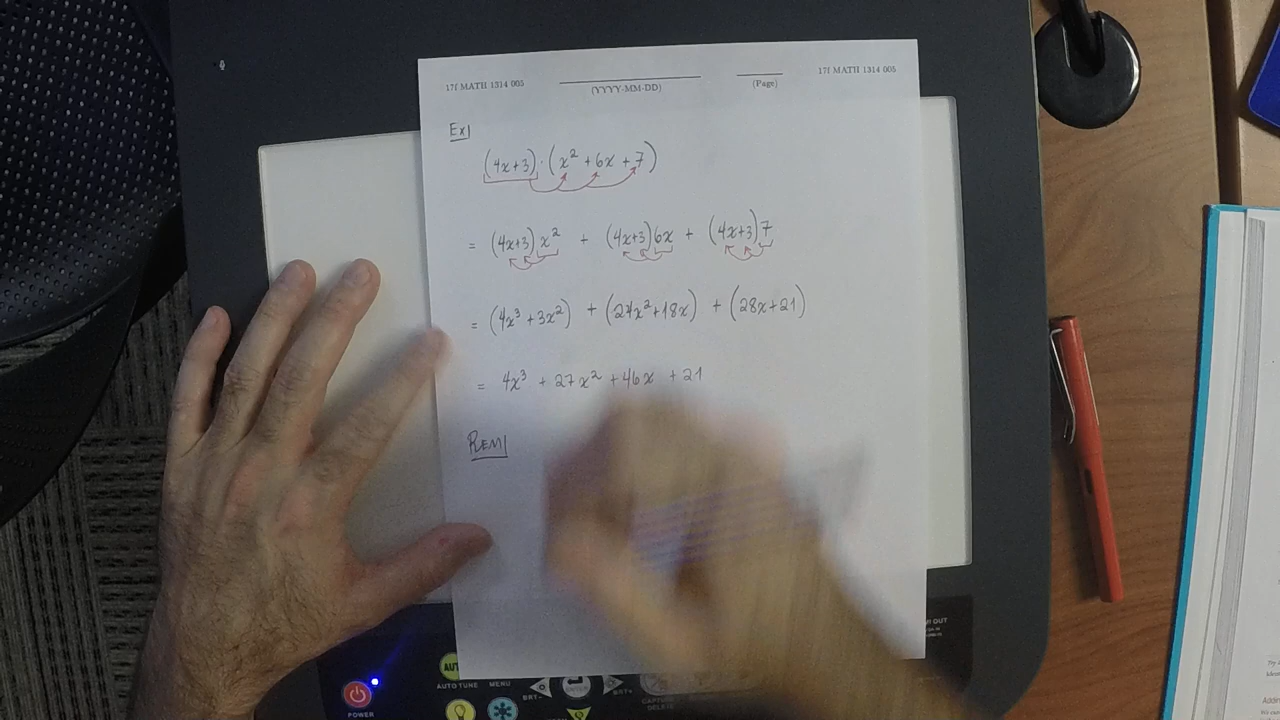 17f MATH 1314 005 (YYYY-MM-DD) (Page) 17f MATH 1314 005
Ex|
(4x+3)·(x² + 6x + 7)
= (4x+3)x² + (4x+3)6x + (4x+3)7
= (4x³ + 3x²) + (24x²+18x) + (28x+21)
= 4x³ + 27x² + 46x + 21
REM|
AUTO TUNE MENU
BRT- BRT+
POWER